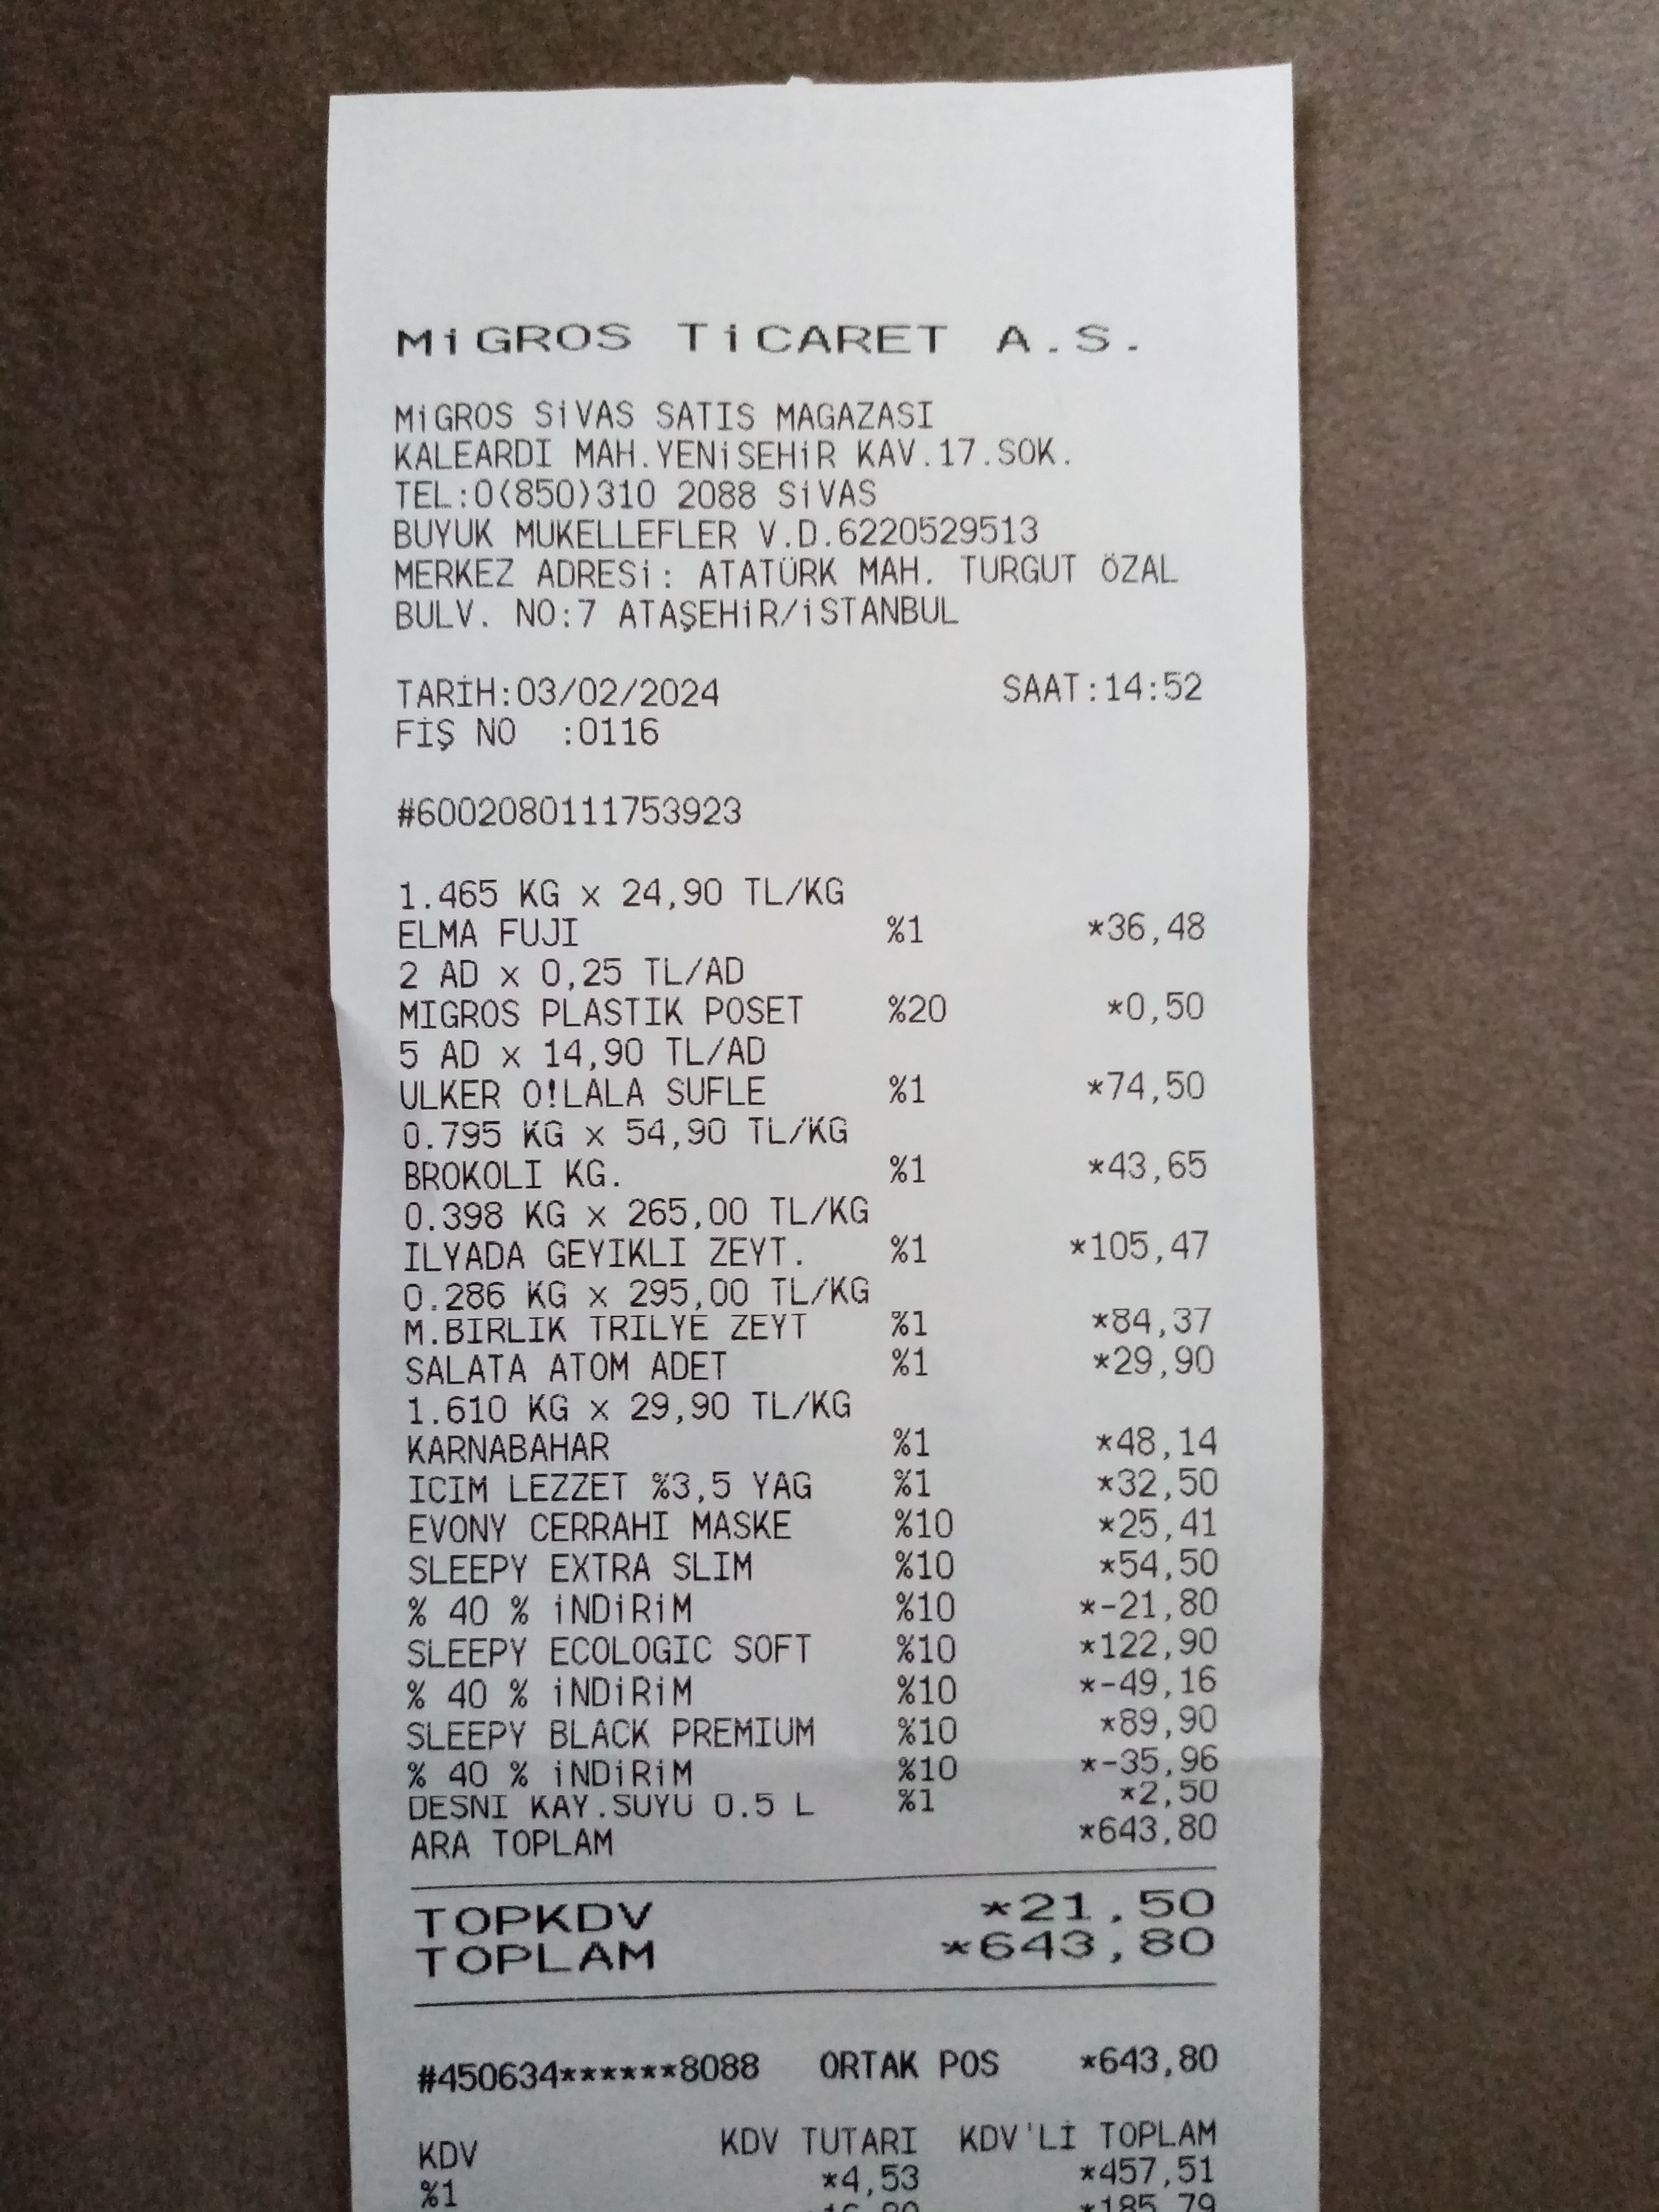 MiGROS TiCARET A.S.
MiGROS SiVAS SATIS MAGAZASI
KALEARDI MAH.YENiSEHiR KAV.17.SOK.
TEL:0(850)310 2088 SiVAS
BUYUK MUKELLEFLER V.D.6220529513
MERKEZ ADRESi: ATATÜRK MAH. TURGUT ÖZAL
BULV. NO:7 ATAŞEHiR/iSTANBUL
TARİH:03/02/2024 SAAT:14:52
FİŞ NO :0116
#6002080111753923
1.465 KG x 24,90 TL/KG
ELMA FUJI %1 *36,48
2 AD x 0,25 TL/AD
MIGROS PLASTIK POSET %20 *0,50
5 AD x 14,90 TL/AD
ULKER O!LALA SUFLE %1 *74,50
0.795 KG x 54,90 TL/KG
BROKOLI KG. %1 *43,65
0.398 KG x 265,00 TL/KG
ILYADA GEYIKLI ZEYT. %1 *105,47
0.286 KG x 295,00 TL/KG
M.BIRLIK TRILYE ZEYT %1 *84,37
SALATA ATOM ADET %1 *29,90
1.610 KG x 29,90 TL/KG
KARNABAHAR %1 *48,14
ICIM LEZZET %3,5 YAG %1 *32,50
EVONY CERRAHI MASKE %10 *25,41
SLEEPY EXTRA SLIM %10 *54,50
% 40 % iNDiRiM %10 *-21,80
SLEEPY ECOLOGIC SOFT %10 *122,90
% 40 % iNDiRiM %10 *-49,16
SLEEPY BLACK PREMIUM %10 *89,90
% 40 % iNDiRiM %10 *-35,96
DESNI KAY.SUYU 0.5 L %1 *2,50
ARA TOPLAM *643,80
TOPKDV *21,50
TOPLAM *643,80
#450634******8088 ORTAK POS *643,80
KDV KDV TUTARI KDV'Lİ TOPLAM
%1 *4,53 *457,51
*185,79